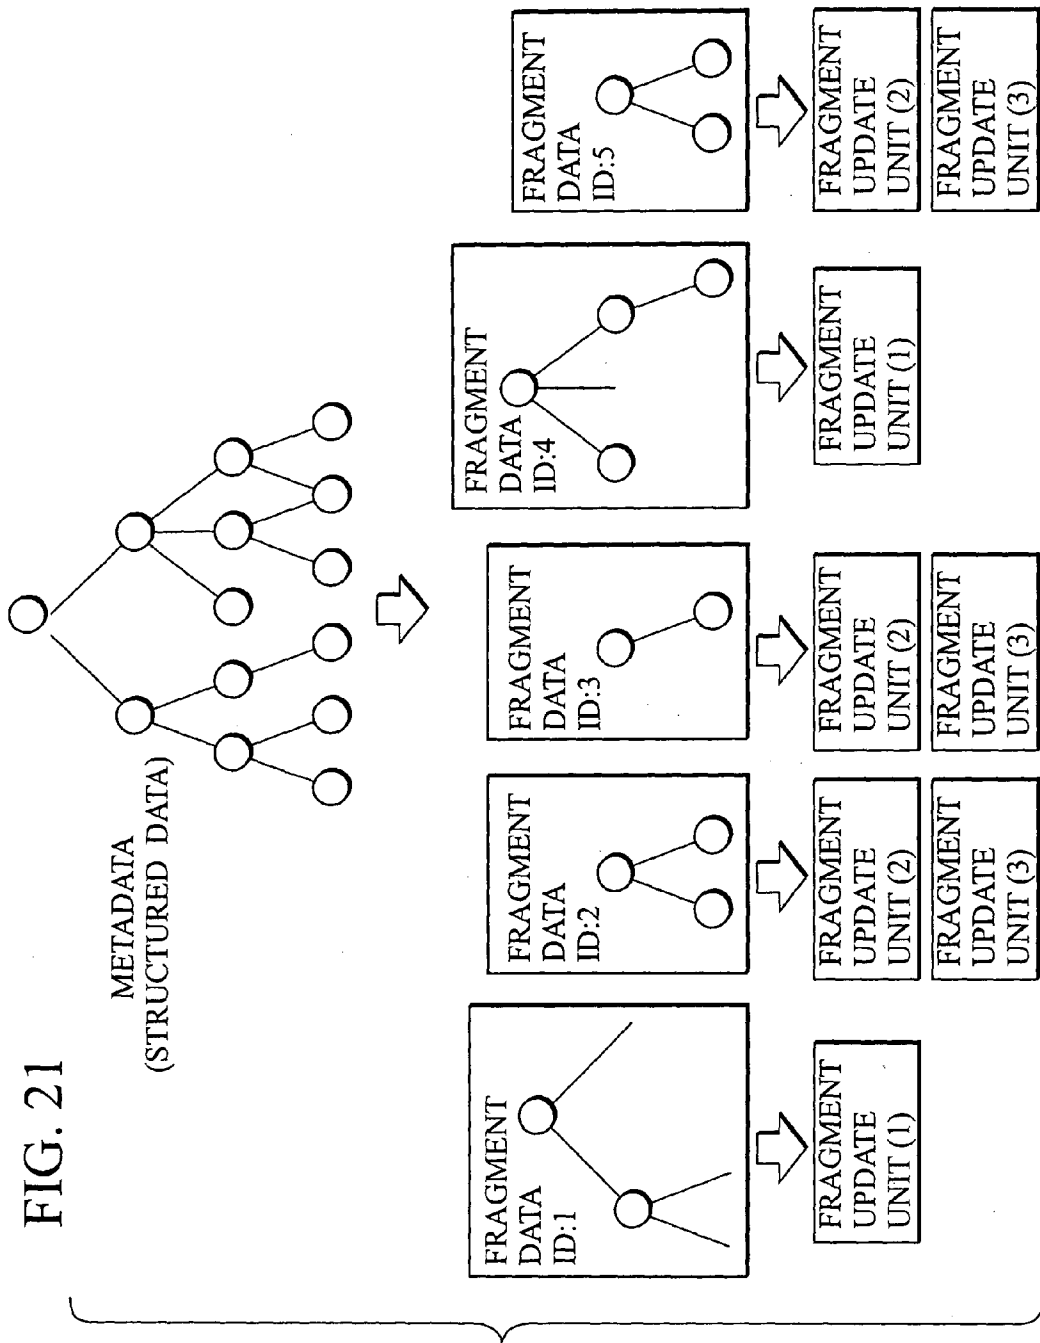 FIG. 21
METADATA
(STRUCTURED DATA)
FRAGMENT
DATA
ID:1
FRAGMENT
DATA
ID:2
FRAGMENT
DATA
ID:3
FRAGMENT
DATA
ID:4
FRAGMENT
DATA
ID:5
FRAGMENT
UPDATE
UNIT (1)
FRAGMENT
UPDATE
UNIT (2)
FRAGMENT
UPDATE
UNIT (3)
FRAGMENT
UPDATE
UNIT (2)
FRAGMENT
UPDATE
UNIT (3)
FRAGMENT
UPDATE
UNIT (1)
FRAGMENT
UPDATE
UNIT (2)
FRAGMENT
UPDATE
UNIT (3)